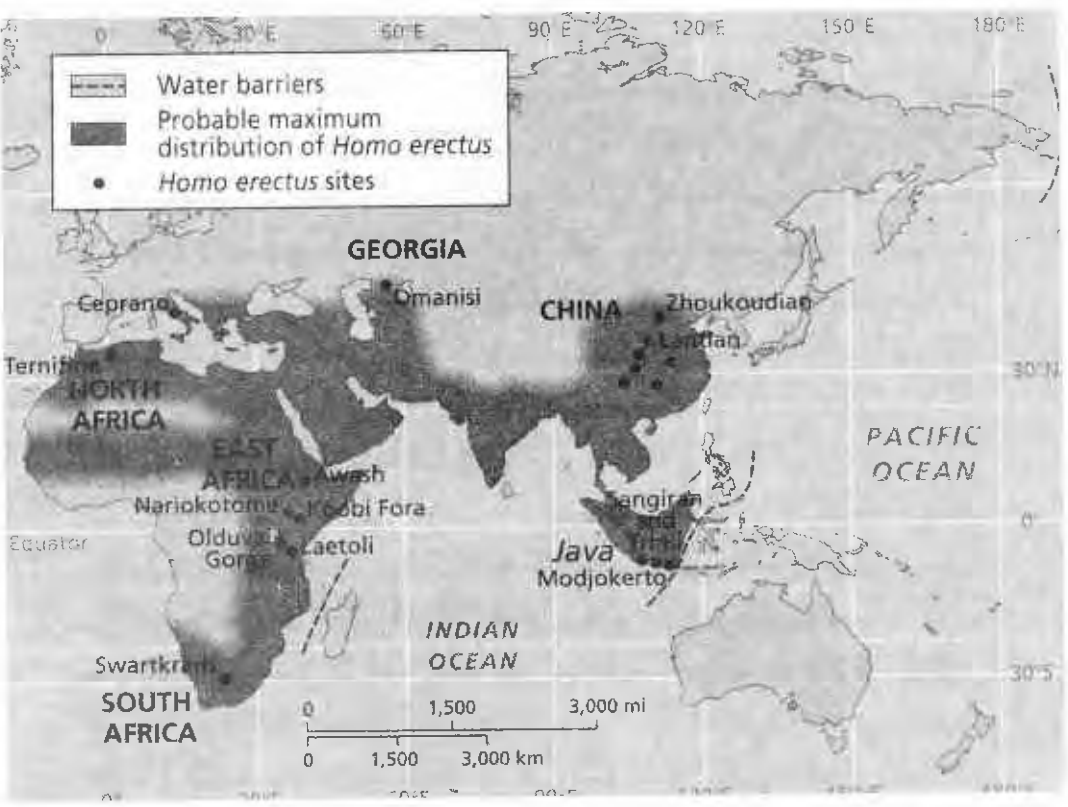 0
30°E
60°E
90°E
120°E
150°E
180°E
Water barriers
Probable maximum
distribution of Homo erectus
Homo erectus sites
GEORGIA
Dmanisi
Ceprano
CHINA
Zhoukoudian
Lantian
Ternifine
30°N
NORTH
AFRICA
PACIFIC
OCEAN
EAST
AFRICA
Awash
Sangiran
and
Nariokotome
Koobi Fora
0°
Equator
Olduvai
Gorge
Laetoli
Java
Modjokerto
INDIAN
OCEAN
Swartkrans
30°S
SOUTH
AFRICA
0
1,500
3,000 mi
0
1,500
3,000 km